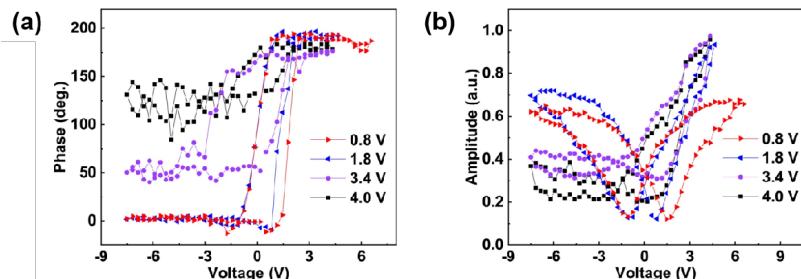 (a)
200
150
100
50
0
Phase (deg.)
-9 -6 -3 0 3 6
Voltage (V)
0.8 V
1.8 V
3.4 V
4.0 V
(b)
1.0
0.8
0.6
0.4
0.2
0.0
Amplitude (a.u.)
-9 -6 -3 0 3 6 9
Voltage (V)
0.8 V
1.8 V
3.4 V
4.0 V